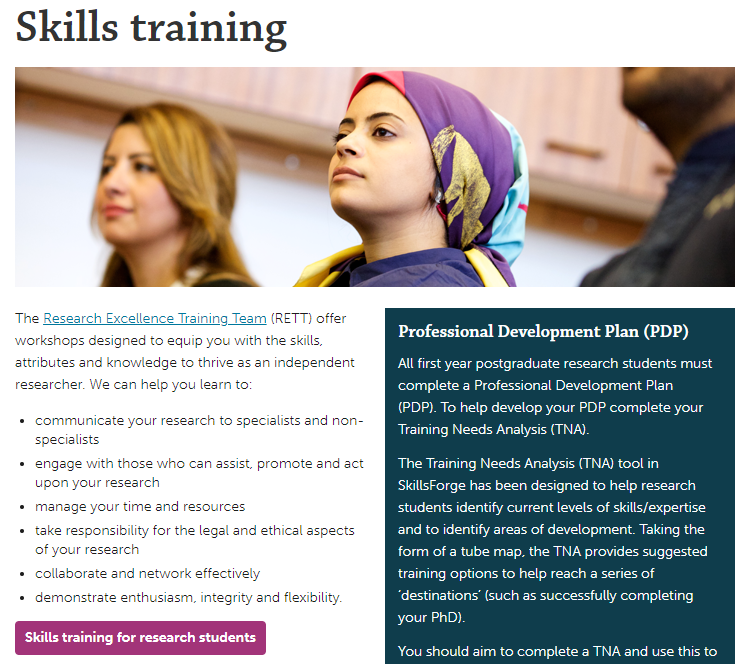 Skills training
The Research Excellence Training Team (RETT) offer
workshops designed to equip you with the skills,
attributes and knowledge to thrive as an independent
researcher. We can help you learn to:
• communicate your research to specialists and non-
specialists
• engage with those who can assist, promote and act
upon your research
• manage your time and resources
• take responsibility for the legal and ethical aspects
of your research
• collaborate and network effectively
• demonstrate enthusiasm, integrity and flexibility.
Skills training for research students
Professional Development Plan (PDP)
All first year postgraduate research students must
complete a Professional Development Plan
(PDP). To help develop your PDP complete your
Training Needs Analysis (TNA).
The Training Needs Analysis (TNA) tool in
SkillsForge has been designed to help research
students identify current levels of skills/expertise
and to identify areas of development. Taking the
form of a tube map, the TNA provides suggested
training options to help reach a series of
‘destinations’ (such as successfully completing
your PhD).
You should aim to complete a TNA and use this to